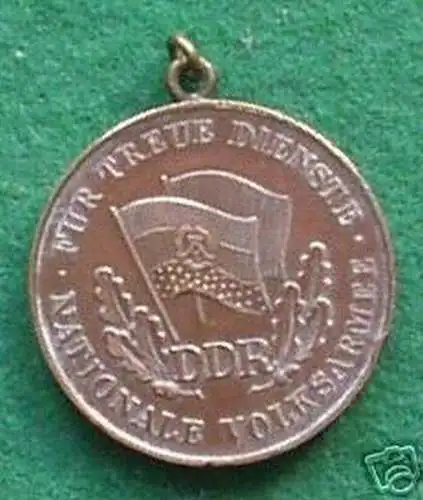 · FÜR TREUE DIENSTE ·
NATIONALE VOLKSARMEE
DDR